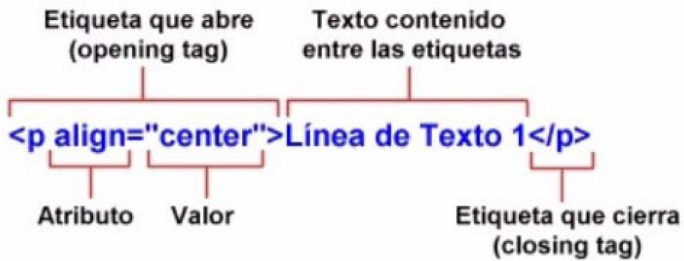 Etiqueta que abre
(opening tag)
Texto contenido
entre las etiquetas
<p align="center">Línea de Texto 1</p>
Atributo
Valor
Etiqueta que cierra
(closing tag)